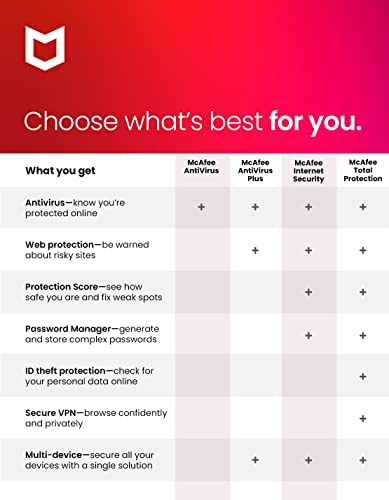 Choose what's best for you.
What you get
McAfee
AntiVirus
McAfee
AntiVirus
Plus
McAfee
Internet
Security
McAfee
Total
Protection
Antivirus—know you're
protected online
+ + + +
Web protection—be warned
about risky sites
+ + +
Protection Score—see how
safe you are and fix weak spots
+ +
Password Manager—generate
and store complex passwords
+ +
ID theft protection—check for
your personal data online
+
Secure VPN—browse confidently
and privately
+
Multi-device—secure all your
devices with a single solution
+ + +